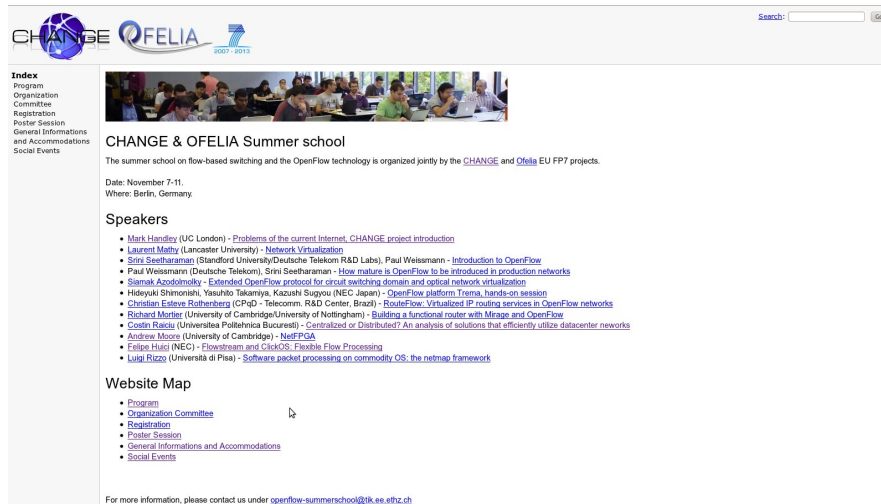 Search:
Go
CHANGE OFELIA 7
2007 - 2013
Index
Program
Organization
Committee
Registration
Poster Session
General Informations
and Accommodations
Social Events
CHANGE & OFELIA Summer school
The summer school on flow-based switching and the OpenFlow technology is organized jointly by the CHANGE and Ofelia EU FP7 projects.
Date: November 7-11.
Where: Berlin, Germany.
Speakers
• Mark Handley (UC London) - Problems of the current Internet, CHANGE project introduction
• Laurent Mathy (Lancaster University) - Network Virtualization
• Srini Seetharaman (Standford University/Deutsche Telekom R&D Labs), Paul Weissmann - Introduction to OpenFlow
• Paul Weissmann (Deutsche Telekom), Srini Seetharaman - How mature is OpenFlow to be introduced in production networks
• Siamak Azodolmolky - Extended OpenFlow protocol for circuit switching domain and optical network virtualization
• Hideyuki Shimonishi, Yasuhito Takamiya, Kazushi Sugyou (NEC Japan) - OpenFlow platform Trema, hands-on session
• Christian Esteve Rothenberg (CPqD - Telecomm. R&D Center, Brazil) - RouteFlow: Virtualized IP routing services in OpenFlow networks
• Richard Mortier (University of Cambridge/University of Nottingham) - Building a functional router with Mirage and OpenFlow
• Costin Raiciu (Universitea Politehnica Bucuresti) - Centralized or Distributed? An analysis of solutions that efficiently utilize datacenter neworks
• Andrew Moore (University of Cambridge) - NetFPGA
• Felipe Huici (NEC) - Flowstream and ClickOS: Flexible Flow Processing
• Luigi Rizzo (Università di Pisa) - Software packet processing on commodity OS: the netmap framework
Website Map
• Program
• Organization Committee
• Registration
• Poster Session
• General Informations and Accommodations
• Social Events
For more information, please contact us under openflow-summerschool@tik.ee.ethz.ch